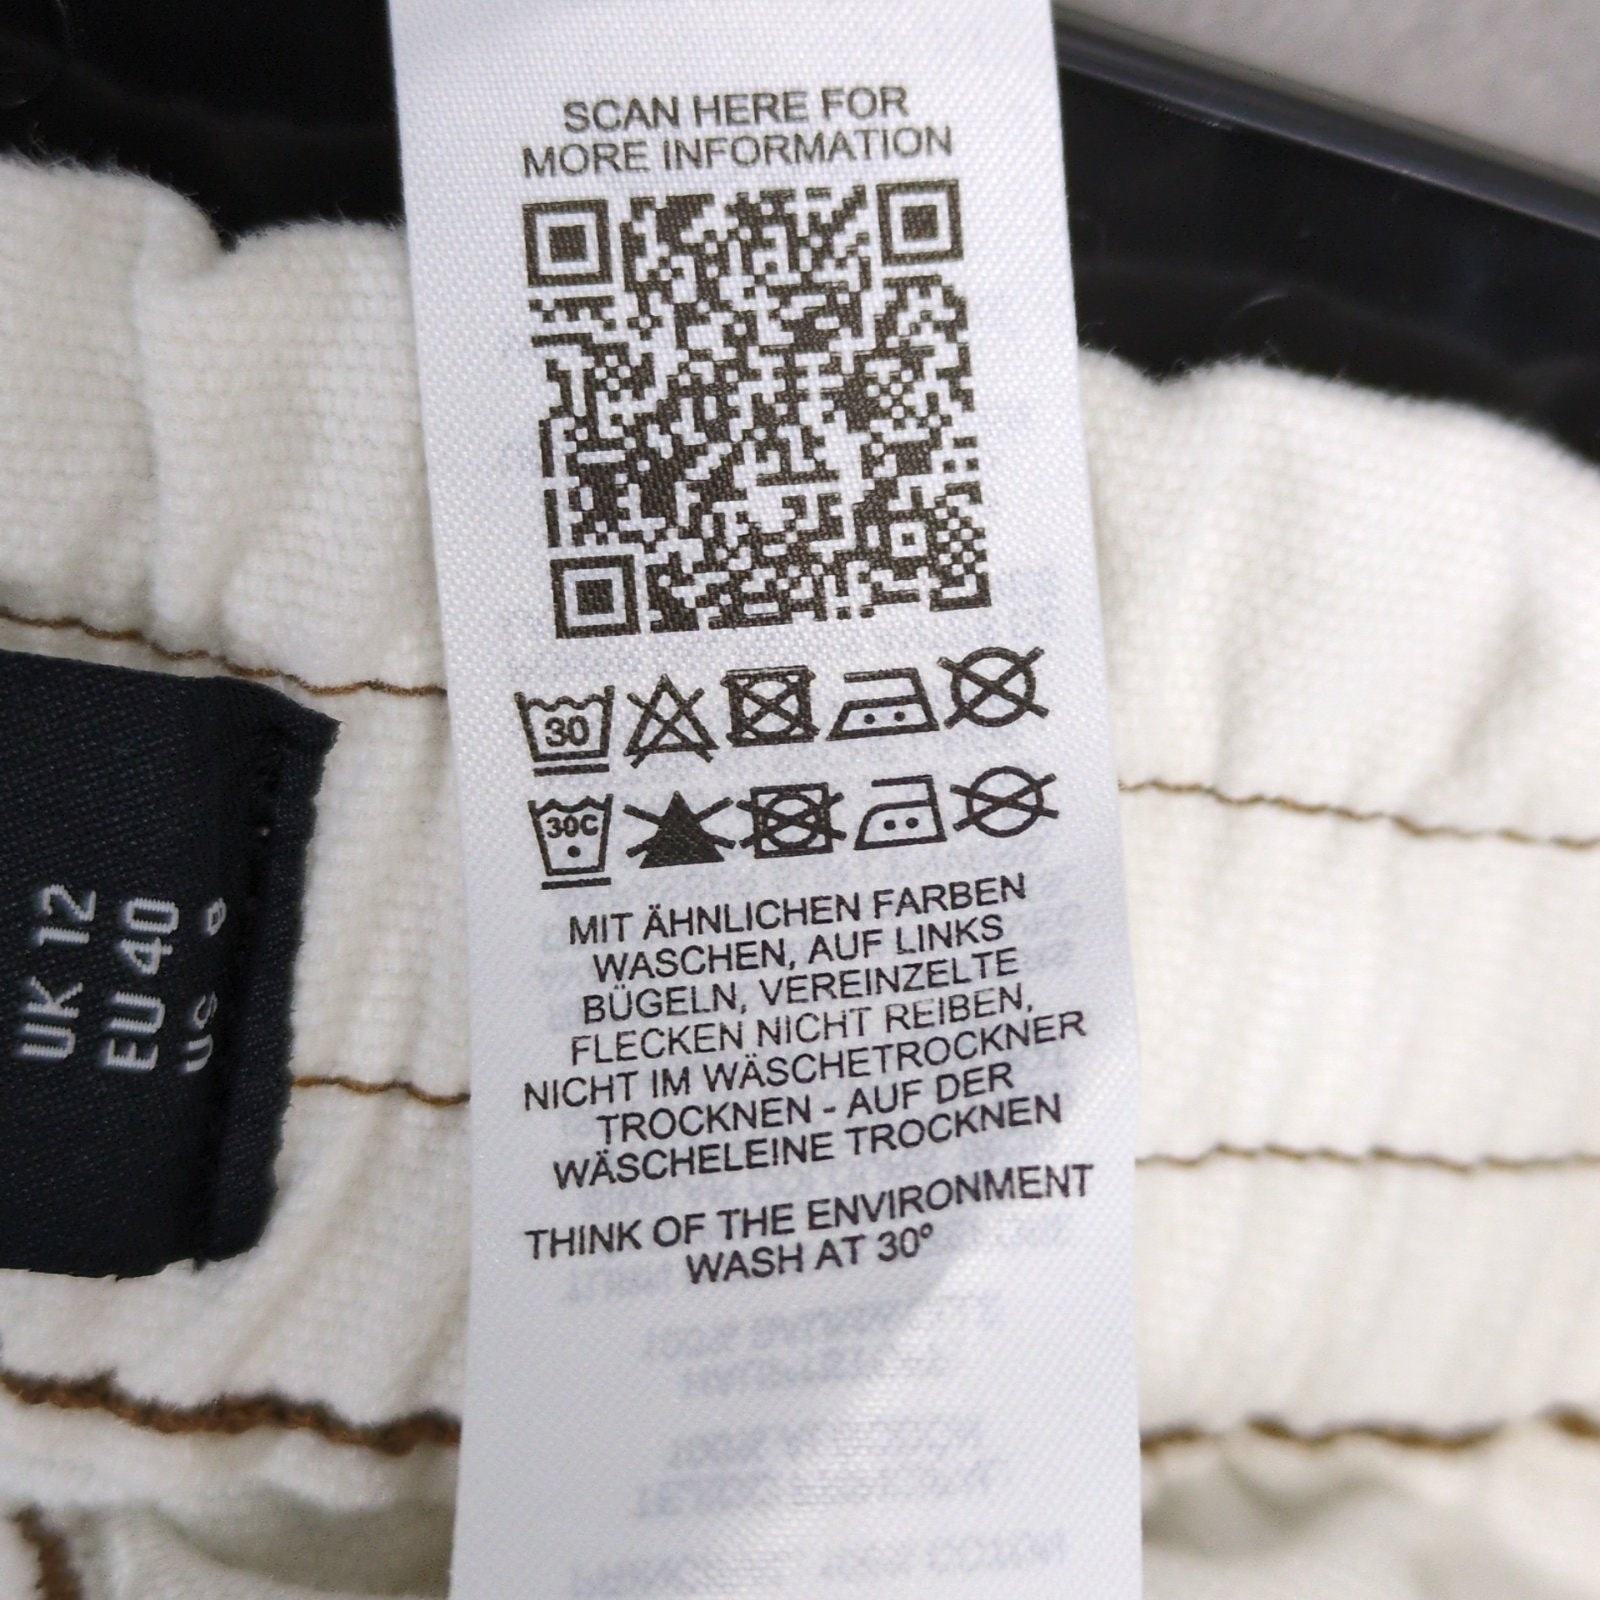 SCAN HERE FOR
MORE INFORMATION
30
30C
MIT ÄHNLICHEN FARBEN
WASCHEN, AUF LINKS
BÜGELN, VEREINZELTE
FLECKEN NICHT REIBEN,
NICHT IM WÄSCHETROCKNER
TROCKNEN - AUF DER
WÄSCHELEINE TROCKNEN
THINK OF THE ENVIRONMENT
WASH AT 30º
UK 12
EU 40
US 8